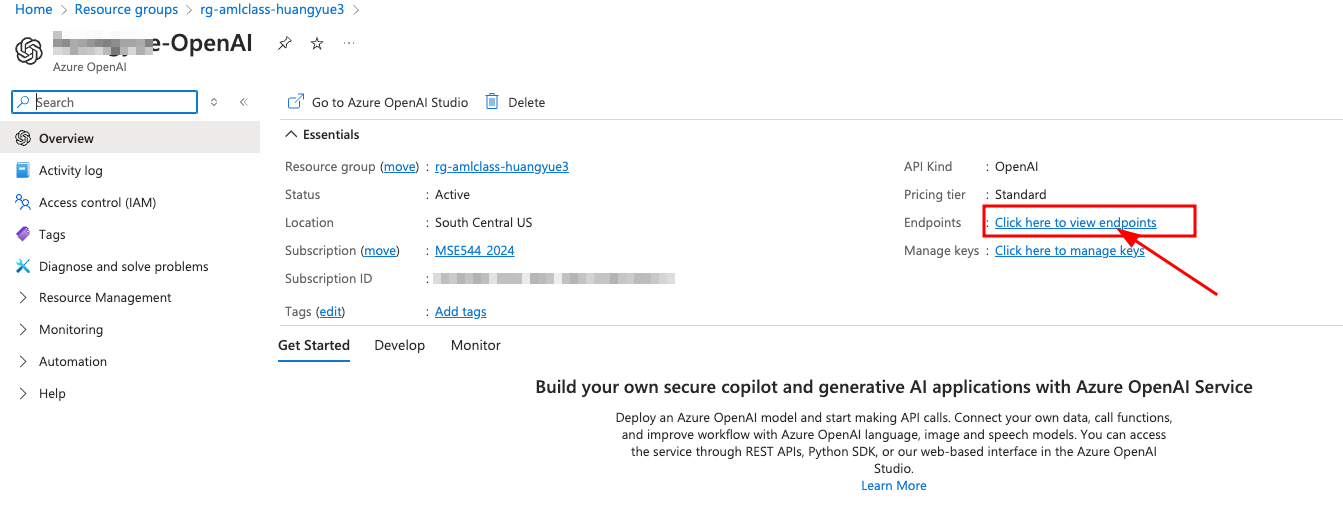 Home > Resource groups > rg-amlclass-huangyue3 >
-OpenAI
Azure OpenAI
Search
Go to Azure OpenAI Studio
Delete
Overview
Activity log
Access control (IAM)
Tags
Diagnose and solve problems
Resource Management
Monitoring
Automation
Help
Essentials
Resource group (move) : rg-amlclass-huangyue3
Status : Active
Location : South Central US
Subscription (move) : MSE544_2024
Subscription ID :
Tags (edit) : Add tags
API Kind : OpenAI
Pricing tier : Standard
Endpoints : Click here to view endpoints
Manage keys : Click here to manage keys
Get Started Develop Monitor
Build your own secure copilot and generative AI applications with Azure OpenAI Service
Deploy an Azure OpenAI model and start making API calls. Connect your own data, call functions,
and improve workflow with Azure OpenAI language, image and speech models. You can access
the service through REST APIs, Python SDK, or our web-based interface in the Azure OpenAI
Studio.
Learn More